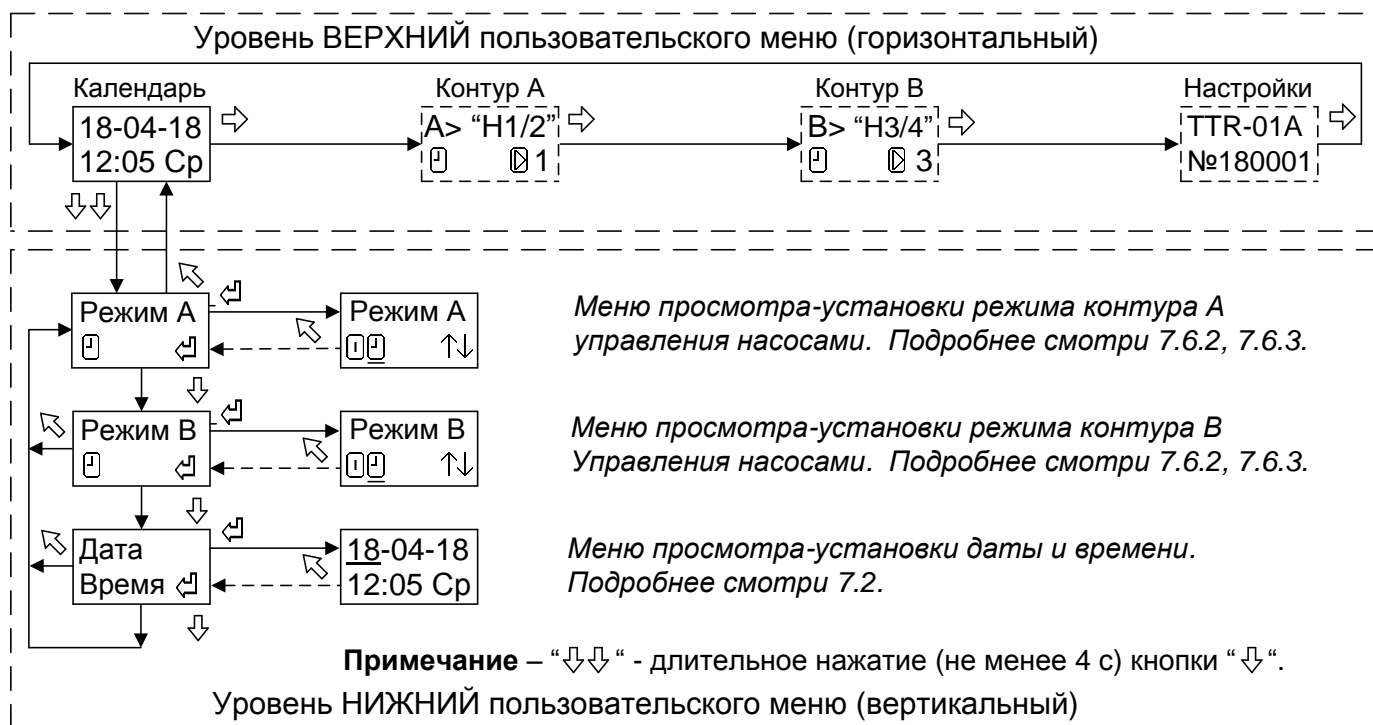 Уровень ВЕРХНИЙ пользовательского меню (горизонтальный)
Календарь
18-04-18
12:05 Ср
Контур А
A> “Н1/2”
1
Контур В
B> “Н3/4”
3
Настройки
TTR-01A
№180001
Режим А
Режим А
↑↓
Меню просмотра-установки режима контура А
управления насосами. Подробнее смотри 7.6.2, 7.6.3.
Режим В
Режим В
↑↓
Меню просмотра-установки режима контура В
Управления насосами. Подробнее смотри 7.6.2, 7.6.3.
Дата
Время
18-04-18
12:05 Ср
Меню просмотра-установки даты и времени.
Подробнее смотри 7.2.
Примечание – “⇩⇩ “ - длительное нажатие (не менее 4 с) кнопки “ ⇩ “.
Уровень НИЖНИЙ пользовательского меню (вертикальный)